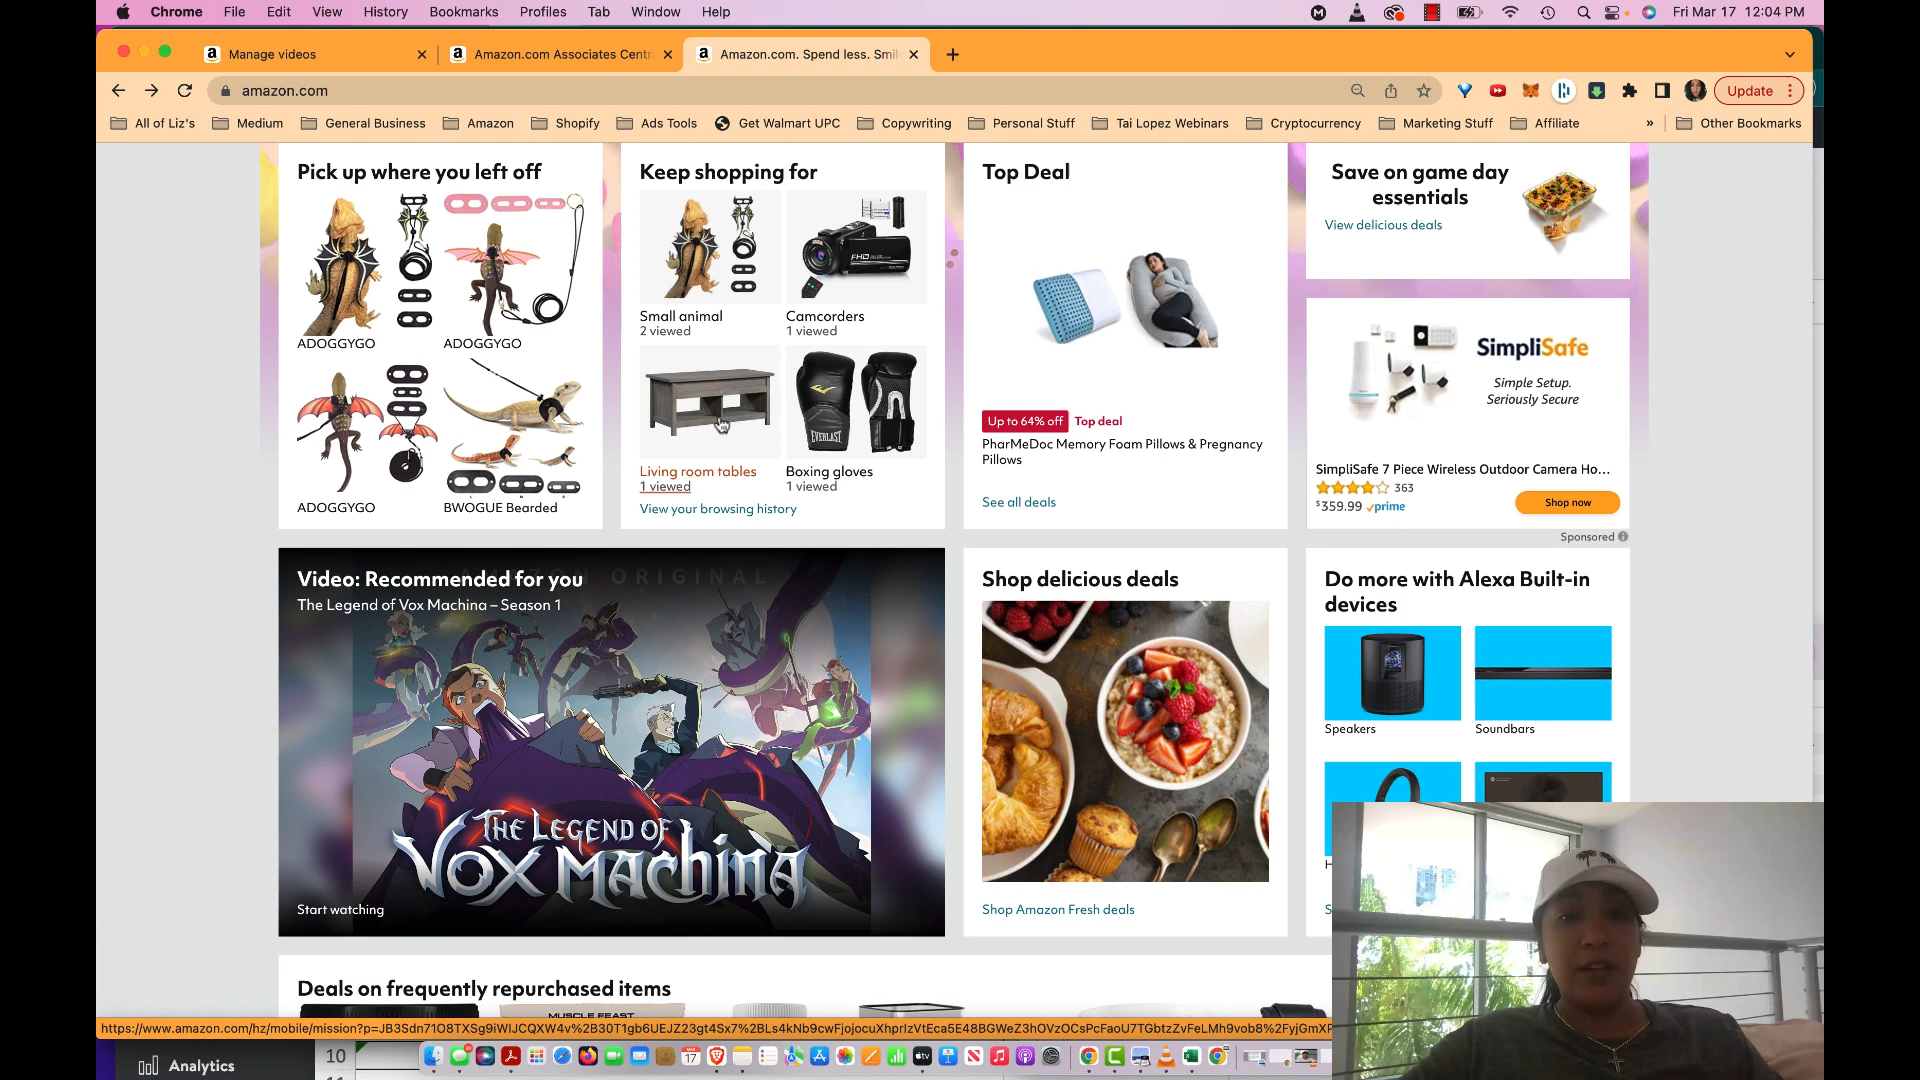 Chrome File Edit View History Bookmarks Profiles Tab Window Help
Fri Mar 17 12:04 PM
Manage videos
Amazon.com Associates Centr
Amazon.com. Spend less. Smil
amazon.com
Update
All of Liz's Medium General Business Amazon Shopify Ads Tools Get Walmart UPC Copywriting Personal Stuff Tai Lopez Webinars Cryptocurrency Marketing Stuff Affiliate » Other Bookmarks
Pick up where you left off
ADOGGYGO
ADOGGYGO
ADOGGYGO
BWOGUE Bearded
Keep shopping for
FHD
Small animal
2 viewed
Camcorders
1 viewed
EVERLAST
Living room tables
1 viewed
Boxing gloves
1 viewed
View your browsing history
Top Deal
Up to 64% off Top deal
PharMeDoc Memory Foam Pillows & Pregnancy
Pillows
See all deals
Save on game day
essentials
View delicious deals
SimpliSafe
Simple Setup.
Seriously Secure
SimpliSafe 7 Piece Wireless Outdoor Camera Ho...
363
$359.99 prime
Shop now
Sponsored
AMAZON ORIGINAL
Video: Recommended for you
The Legend of Vox Machina – Season 1
THE LEGEND OF
VOX MACHINA
Start watching
Shop delicious deals
Shop Amazon Fresh deals
Do more with Alexa Built-in
devices
Speakers
Soundbars
Deals on frequently repurchased items
MUSCLE FEAST
Analytics
10